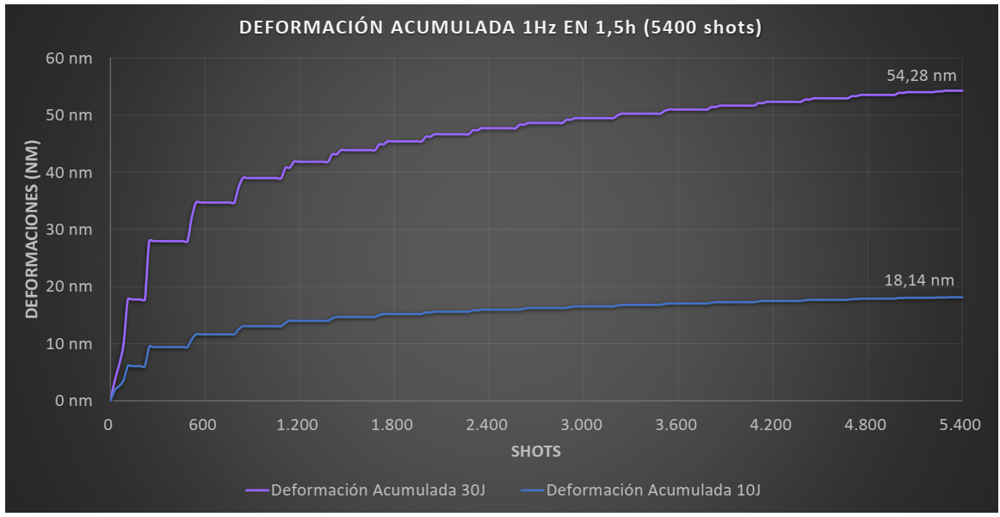 DEFORMACIÓN ACUMULADA 1Hz EN 1,5h (5400 shots)
60 nm
50 nm
40 nm
30 nm
20 nm
10 nm
0 nm
DEFORMACIONES (NM)
54,28 nm
18,14 nm
0 600 1.200 1.800 2.400 3.000 3.600 4.200 4.800 5.400
SHOTS
Deformación Acumulada 30J Deformación Acumulada 10J